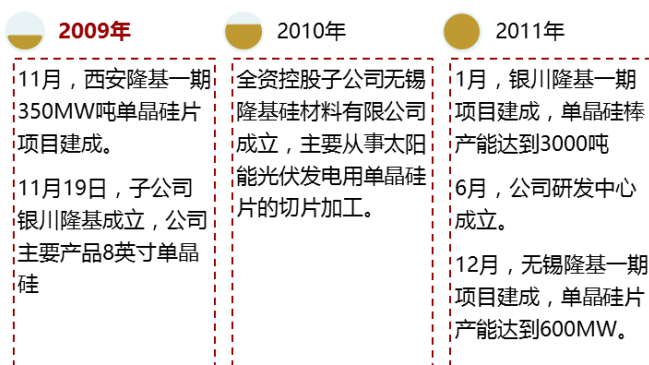 2009年
11月，西安隆基一期
350MW吨单晶硅片
项目建成。
11月19日，子公司
银川隆基成立，公司
主要产品8英寸单晶
硅
2010年
全资控股子公司无锡
隆基硅材料有限公司
成立，主要从事太阳
能光伏发电用单晶硅
片的切片加工。
2011年
1月，银川隆基一期
项目建成，单晶硅棒
产能达到3000吨
6月，公司研发中心
成立。
12月，无锡隆基一期
项目建成，单晶硅片
产能达到600MW。